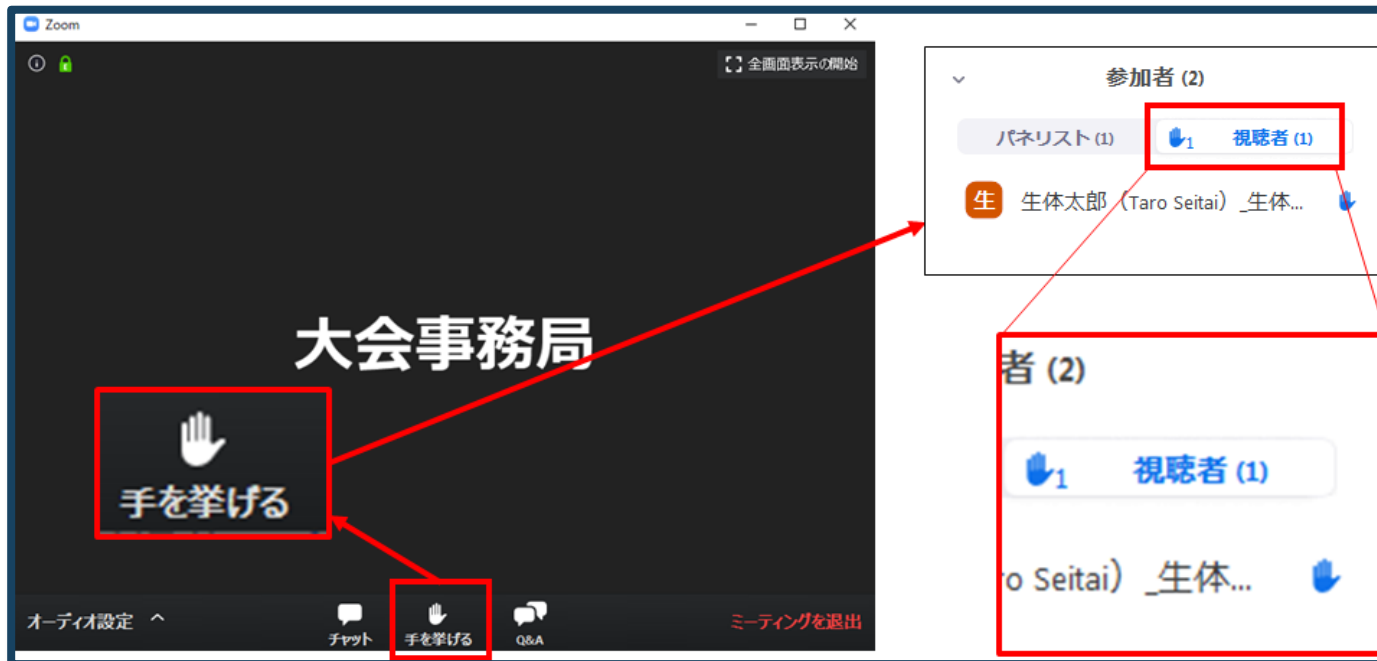 Zoom
全画面表示の開始
大会事務局
手を挙げる
オーディオ設定
チャット
手を挙げる
Q&A
ミーティングを退出
参加者 (2)
パネリスト (1)
1 視聴者 (1)
生 生体太郎（Taro Seitai）_生体...
者 (2)
1 視聴者 (1)
ro Seitai）_生体...